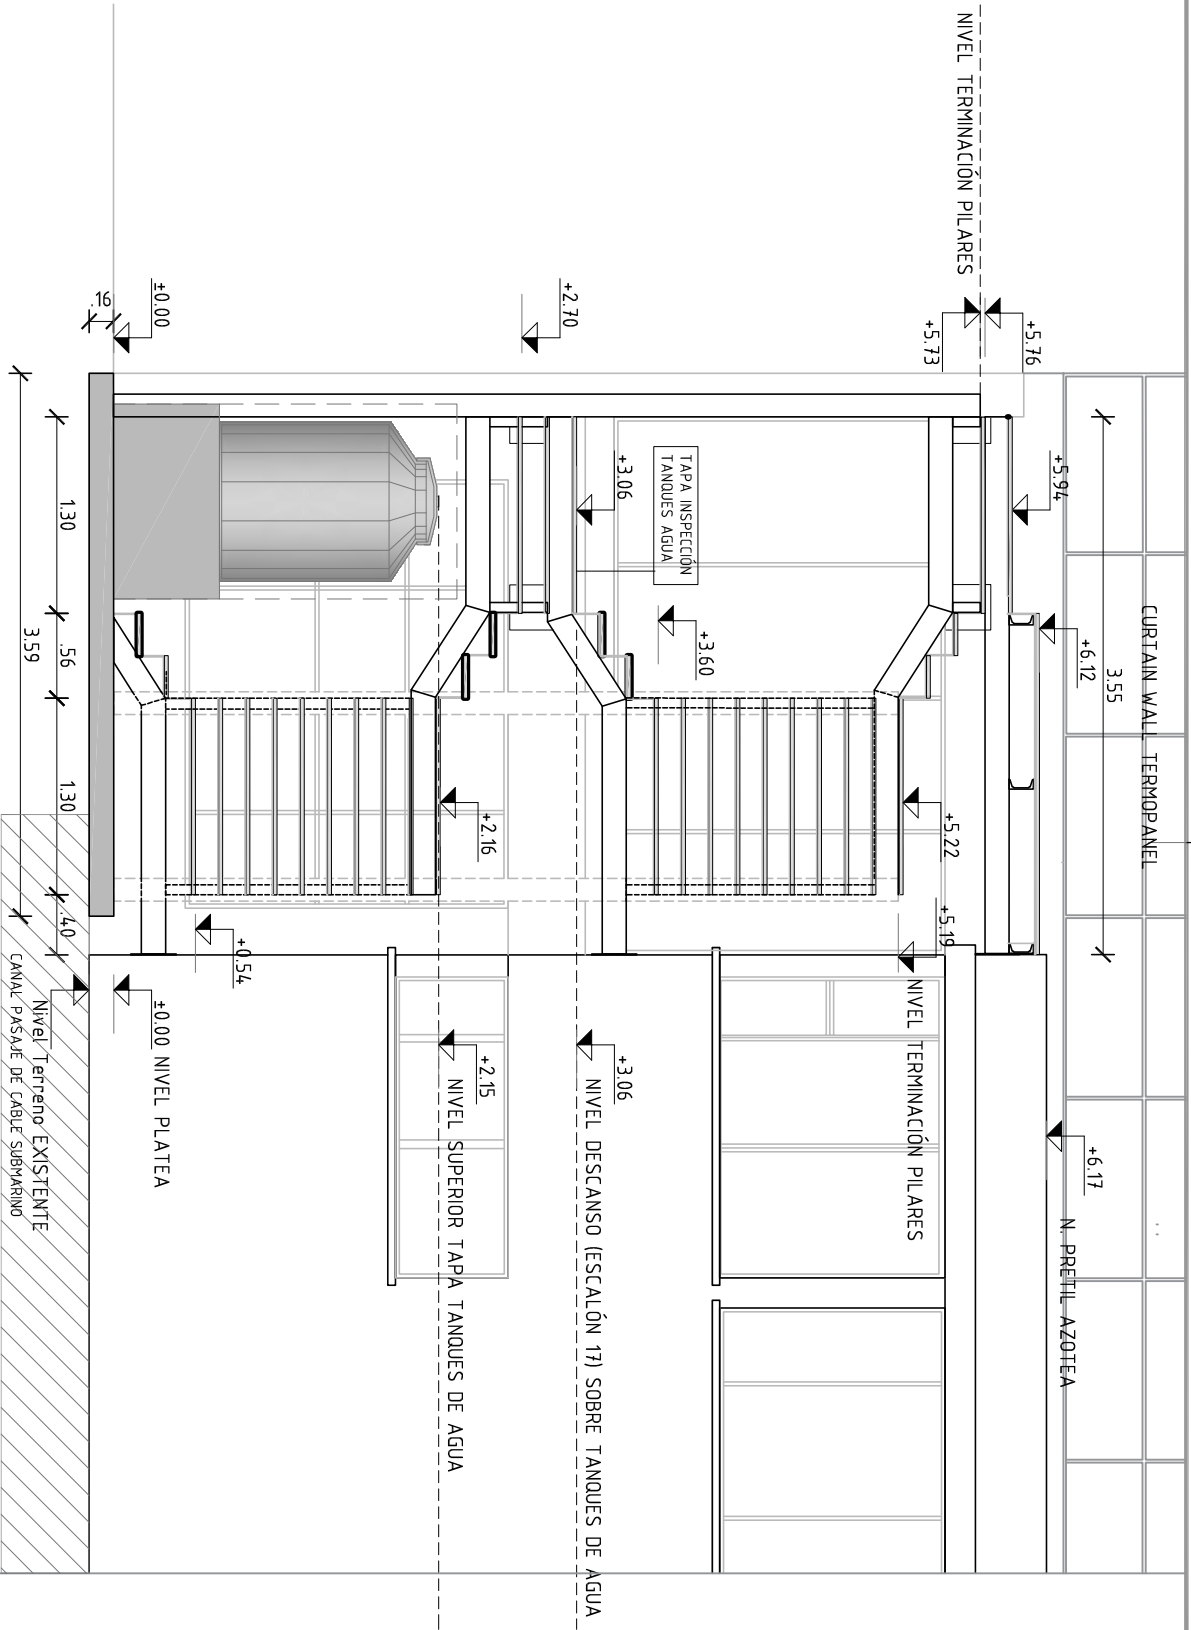 CURTAIN WALL TERMOPANEL
3.55
N. PRETIL AZOTEA
+6.17
+6.12
+5.94
+5.76
+5.73
NIVEL TERMINACIÓN PILARES
+5.22
+5.19
NIVEL TERMINACIÓN PILARES
+3.60
TAPA INSPECCIÓN
TANQUES AGUA
+3.06
+3.06
NIVEL DESCANSO (ESCALÓN 17) SOBRE TANQUES DE AGUA
+2.70
+2.16
+2.15
NIVEL SUPERIOR TAPA TANQUES DE AGUA
+0.54
±0.00
±0.00 NIVEL PLATEA
.16
1.30
.56
1.30
.40
3.59
Nivel Terreno EXISTENTE
CANAL PASAJE DE CABLE SUBMARINO